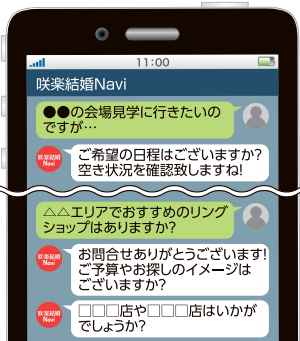 11:00
咲楽結婚Navi
●●の会場見学に行きたいの
ですが…
咲楽結婚
Navi
ご希望の日程はございますか?
空き状況を確認致しますね!
△△エリアでおすすめのリング
ショップはありますか?
咲楽結婚
Navi
お問合せありがとうございます!
ご予算やお探しのイメージは
ございますか?
咲楽結婚
Navi
□□□店や□□□店はいかが
でしょうか?